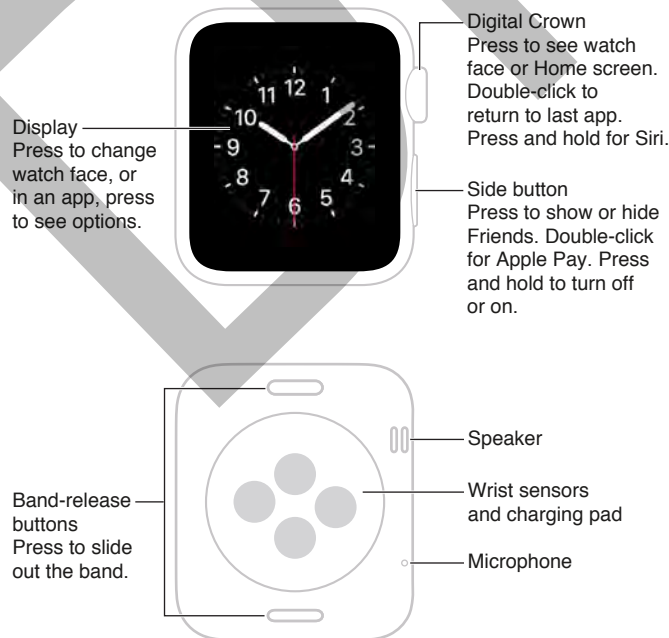 Digital Crown
Press to see watch
face or Home screen.
Double-click to
return to last app.
Press and hold for Siri.
Display
Press to change
watch face, or
in an app, press
to see options.
11 12 1
10 2
9 3
8 4
7 6 5
Side button
Press to show or hide
Friends. Double-click
for Apple Pay. Press
and hold to turn off
or on.
Speaker
Wrist sensors
and charging pad
Band-release
buttons
Press to slide
out the band.
Microphone